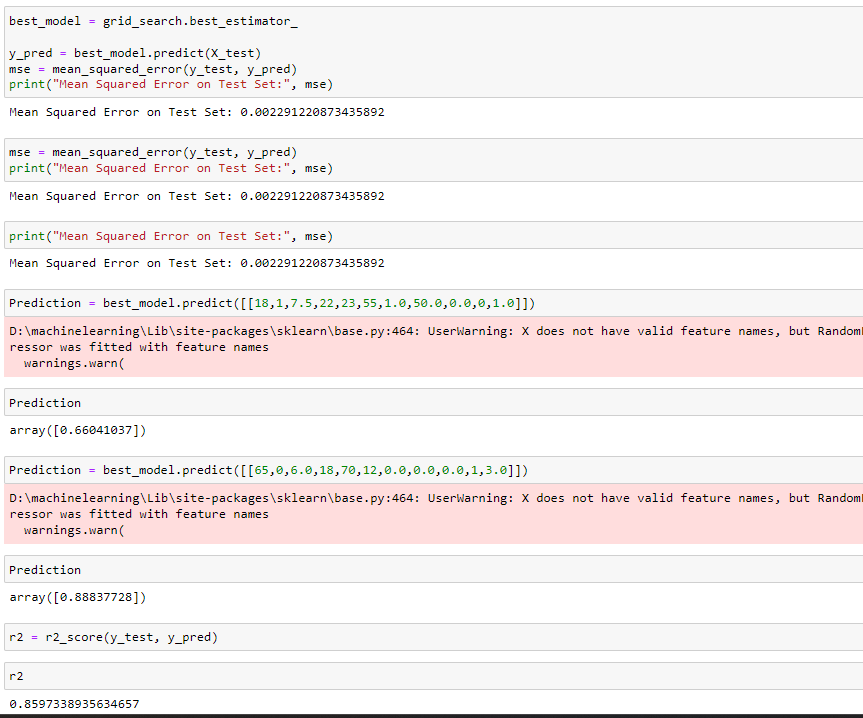 best_model = grid_search.best_estimator_
y_pred = best_model.predict(X_test)
mse = mean_squared_error(y_test, y_pred)
print("Mean Squared Error on Test Set:", mse)
Mean Squared Error on Test Set: 0.002291220873435892
mse = mean_squared_error(y_test, y_pred)
print("Mean Squared Error on Test Set:", mse)
Mean Squared Error on Test Set: 0.002291220873435892
print("Mean Squared Error on Test Set:", mse)
Mean Squared Error on Test Set: 0.002291220873435892
Prediction = best_model.predict([[18,1,7.5,22,23,55,1.0,50.0,0.0,0,1.0]])
D:\machinelearning\Lib\site-packages\sklearn\base.py:464: UserWarning: X does not have valid feature names, but Random
ressor was fitted with feature names
warnings.warn(
Prediction
array([0.66041037])
Prediction = best_model.predict([[65,0,6.0,18,70,12,0.0,0.0,0.0,1,3.0]])
D:\machinelearning\Lib\site-packages\sklearn\base.py:464: UserWarning: X does not have valid feature names, but Random
ressor was fitted with feature names
warnings.warn(
Prediction
array([0.88837728])
r2 = r2_score(y_test, y_pred)
r2
0.8597338935634657